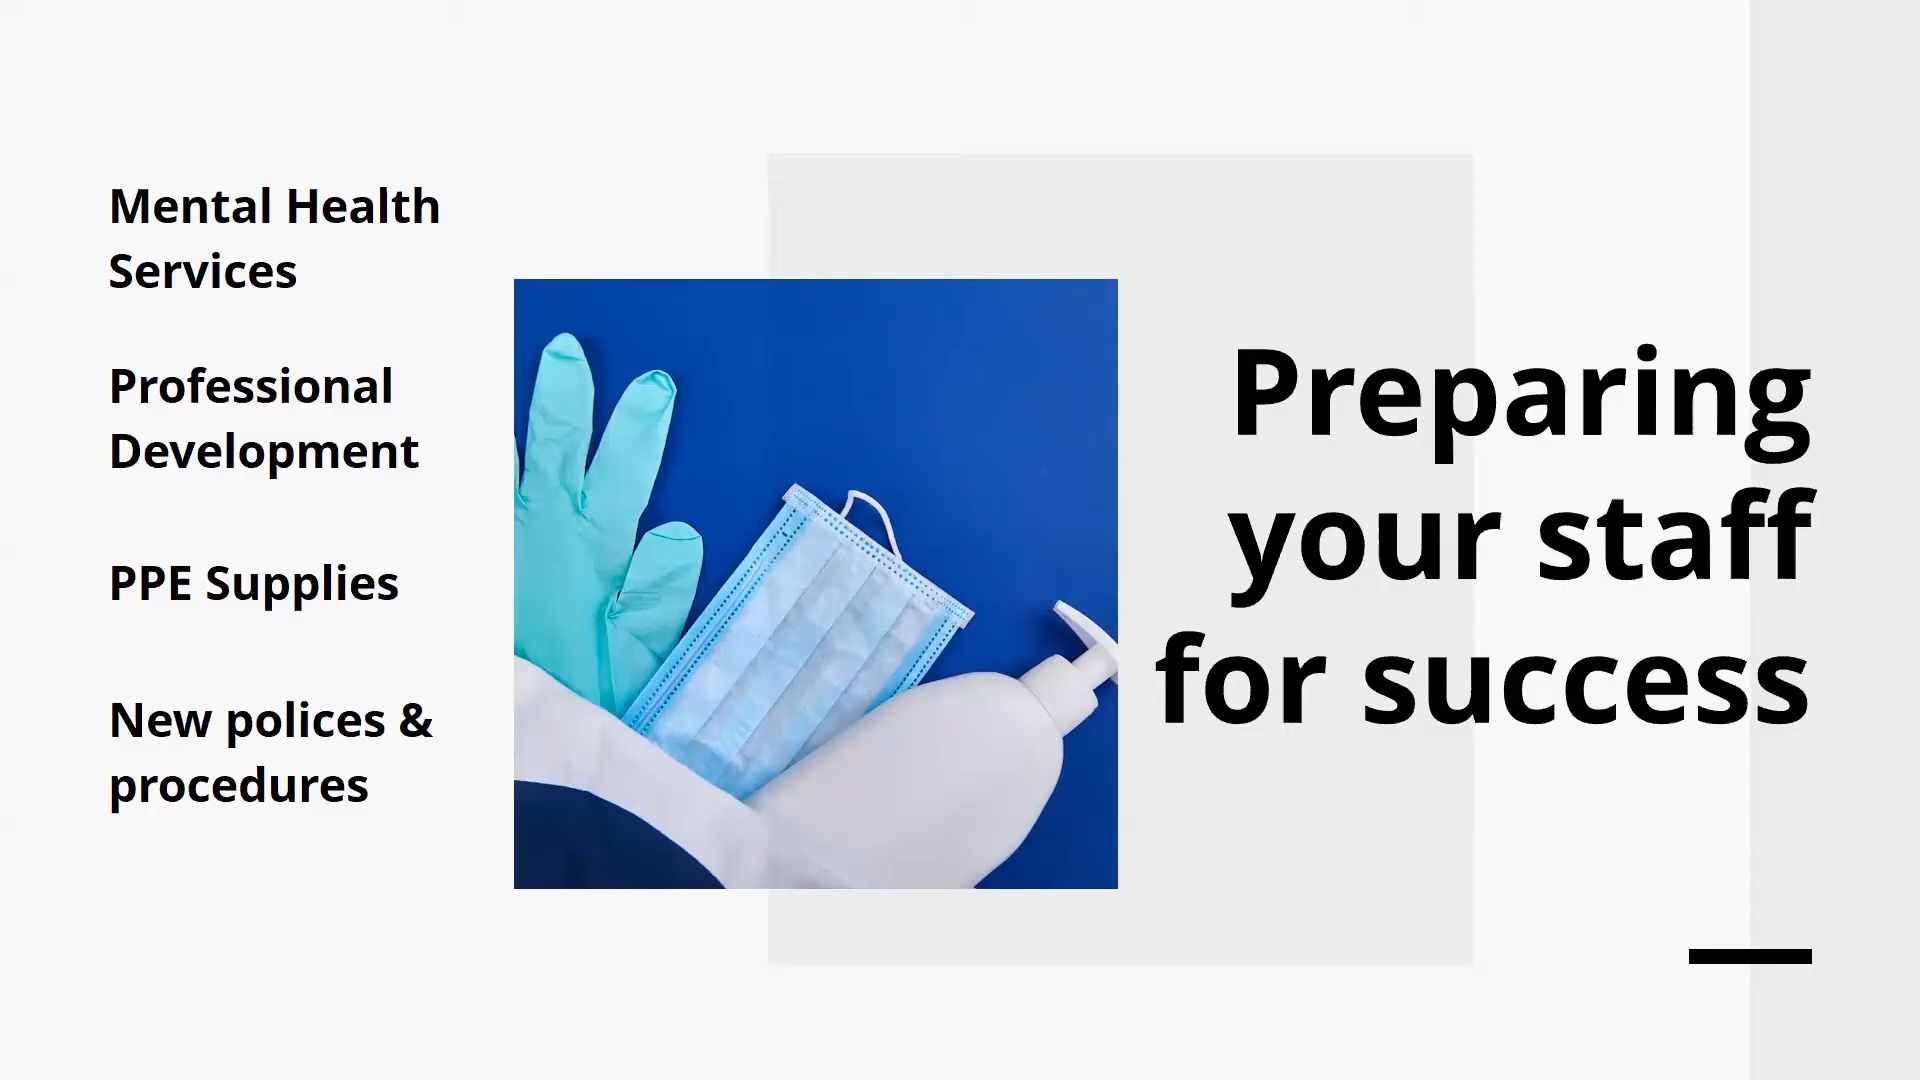 Mental Health
Services
Professional
Development
PPE Supplies
New polices &
procedures
Preparing
your staff
for success